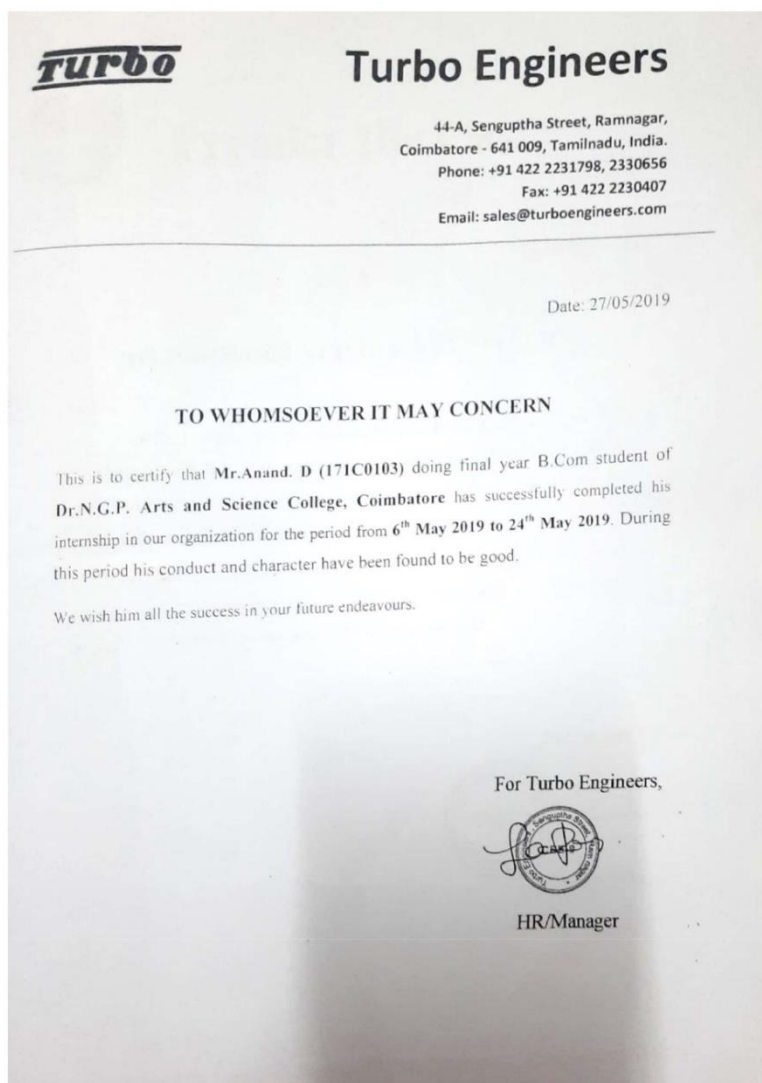 TURBO
Turbo Engineers
44-A, Senguptha Street, Ramnagar,
Coimbatore - 641 009, Tamilnadu, India.
Phone: +91 422 2231798, 2330656
Fax: +91 422 2230407
Email: sales@turboengineers.com
Date: 27/05/2019
TO WHOMSOEVER IT MAY CONCERN
This is to certify that Mr.Anand. D (171C0103) doing final year B.Com student of
Dr.N.G.P. Arts and Science College, Coimbatore has successfully completed his
internship in our organization for the period from 6th May 2019 to 24th May 2019. During
this period his conduct and character have been found to be good.
We wish him all the success in your future endeavours.
For Turbo Engineers,
Turbo Senguptha Street
HR/Manager